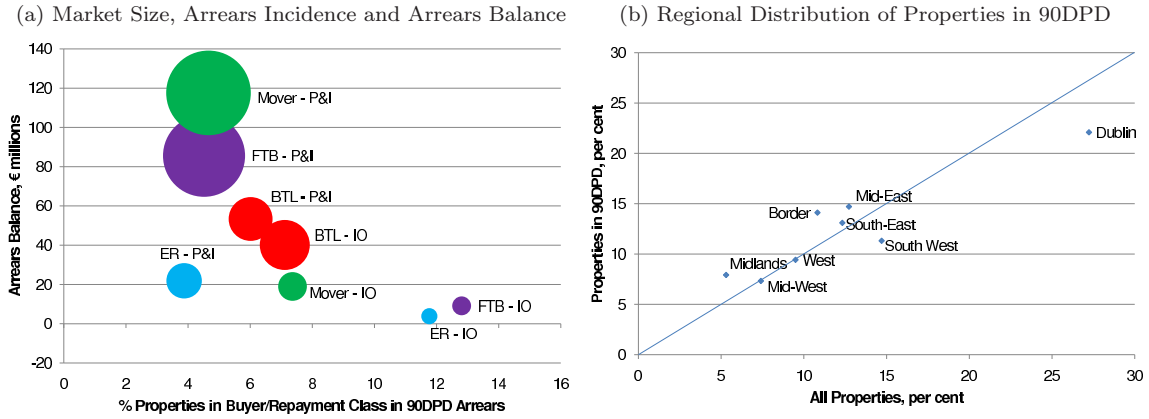 (a) Market Size, Arrears Incidence and Arrears Balance
140
120
100
80
60
40
20
0
-20
Arrears Balance, € millions
Mover - P&I
FTB - P&I
BTL - P&I
BTL - IO
ER - P&I
Mover - IO
FTB - IO
ER - IO
0 2 4 6 8 10 12 14 16
% Properties in Buyer/Repayment Class in 90DPD Arrears
(b) Regional Distribution of Properties in 90DPD
30
25
20
15
10
5
0
Properties in 90DPD, per cent
Dublin
Mid-East
Border
South-East
South West
Midlands
West
Mid-West
0 5 10 15 20 25 30
All Properties, per cent